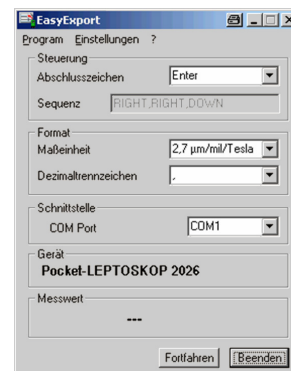 EasyExport
Program Einstellungen ?
Steuerung
Abschlusszeichen Enter
Sequenz RIGHT,RIGHT,DOWN
Format
Maßeinheit 2,7 µm/mil/Tesla
Dezimaltrennzeichen ,
Schnittstelle
COM Port COM1
Gerät
Pocket-LEPTOSKOP 2026
Messwert
---
Fortfahren Beenden